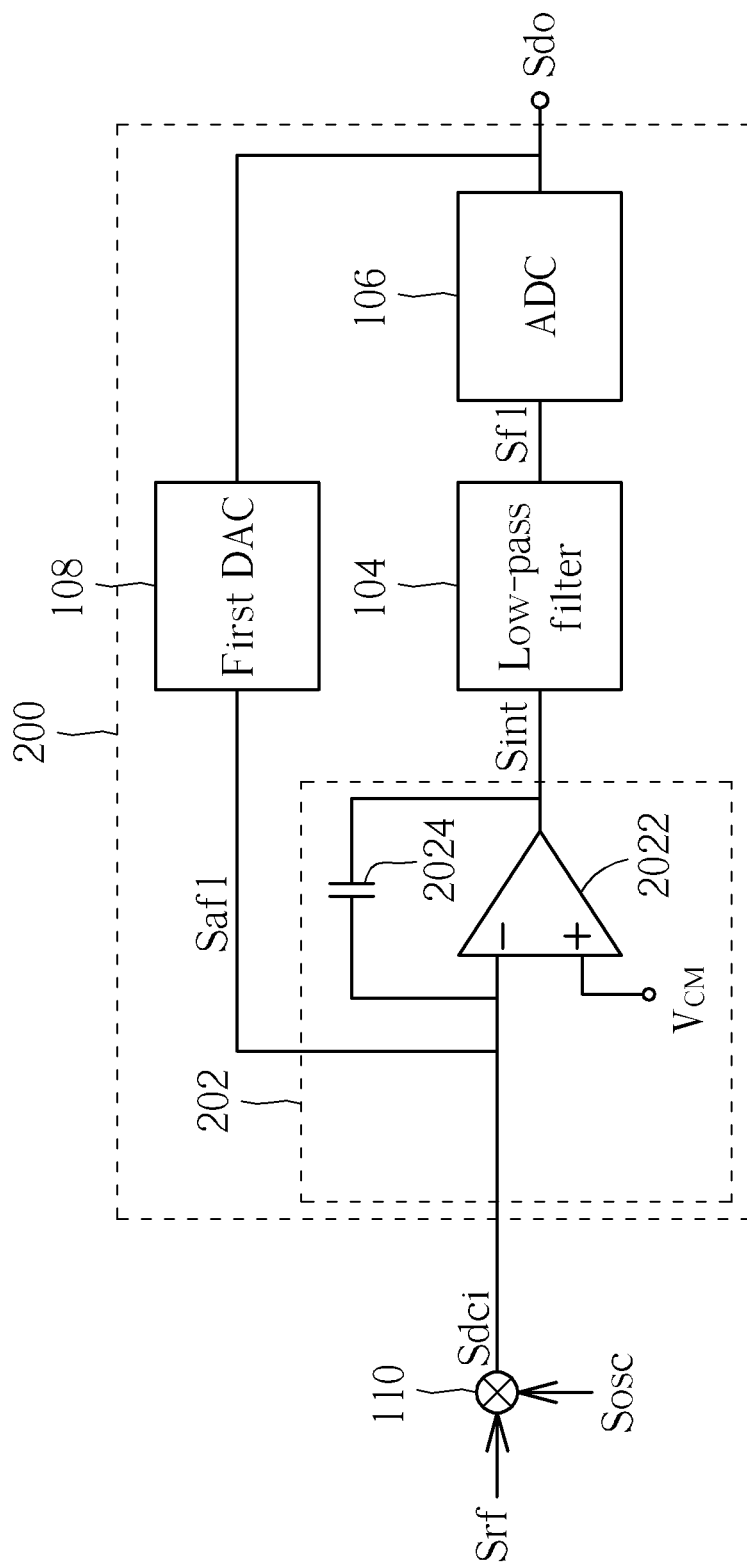 200
108
First DAC
Saf1
202
2024
2022
Sint
104
Low-pass
filter
Sf1
106
ADC
Sdo
−
+
VCM
Sdci
110
Srf
Sosc